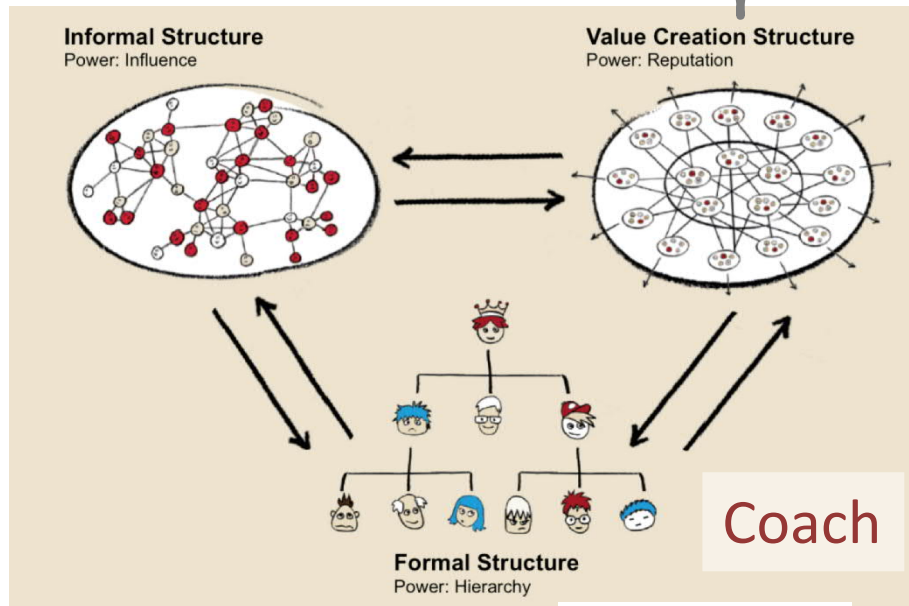 Informal Structure
Power: Influence
Value Creation Structure
Power: Reputation
Coach
Formal Structure
Power: Hierarchy